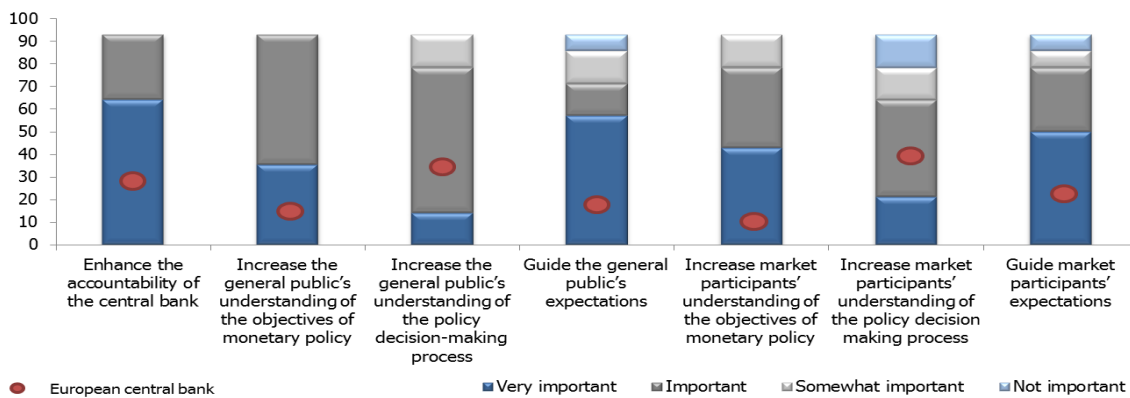 100
90
80
70
60
50
40
30
20
10
0
Enhance the
accountability of
the central bank
Increase the
general public's
understanding of
the objectives of
monetary policy
Increase the
general public's
understanding of
the policy
decision-making
process
Guide the general
public's
expectations
Increase market
participants'
understanding of
the objectives of
monetary policy
Increase market
participants'
understanding of
the policy decision
making process
Guide market
participants'
expectations
European central bank
Very important
Important
Somewhat important
Not important